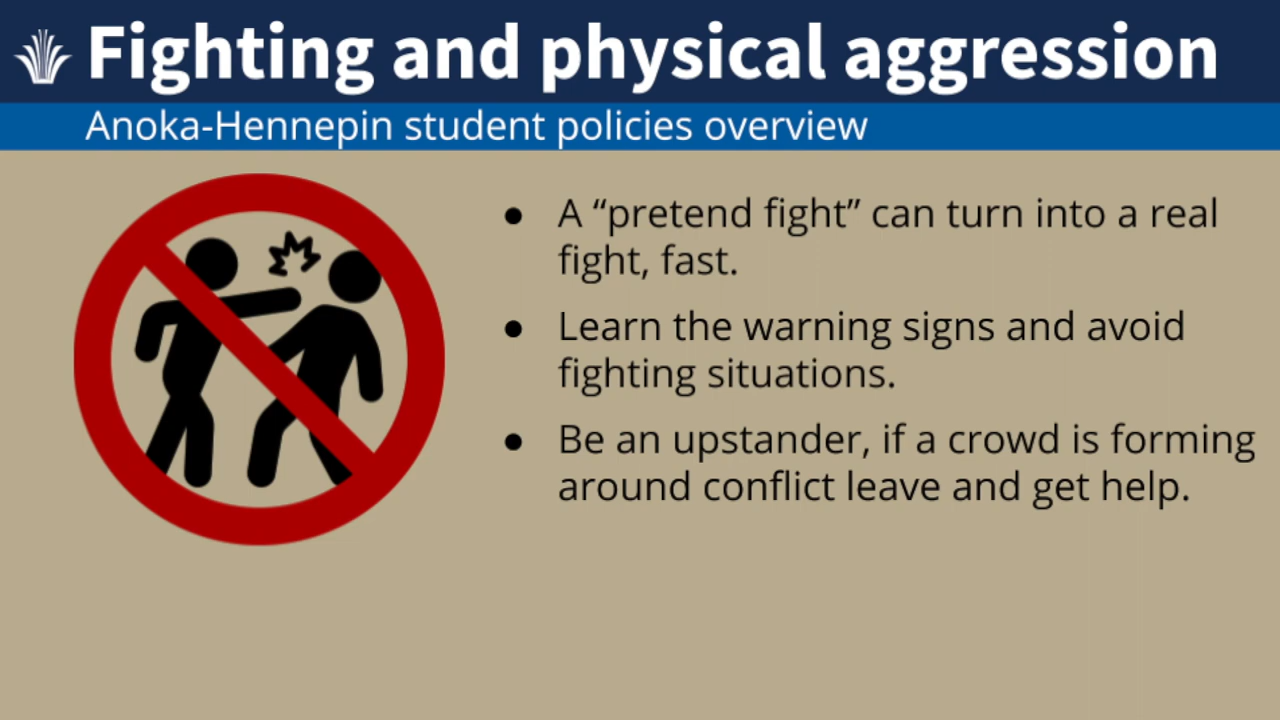 Fighting and physical aggression
Anoka-Hennepin student policies overview
● A “pretend fight” can turn into a real
fight, fast.
● Learn the warning signs and avoid
fighting situations.
● Be an upstander, if a crowd is forming
around conflict leave and get help.